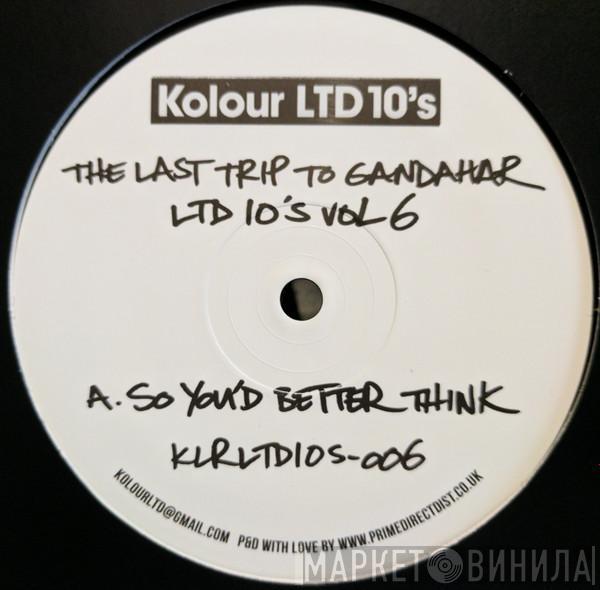 Kolour LTD 10's
THE LAST TRIP TO GANDAHAR
LTD 10'S VOL 6
A. SO YOU'D BETTER THINK
KLRLTD10S-006
KOLOURLTD@GMAIL.COM P&D WITH LOVE BY WWW.PRIMEDIRECTDIST.CO.UK
МАРКЕТ ВИНИЛА